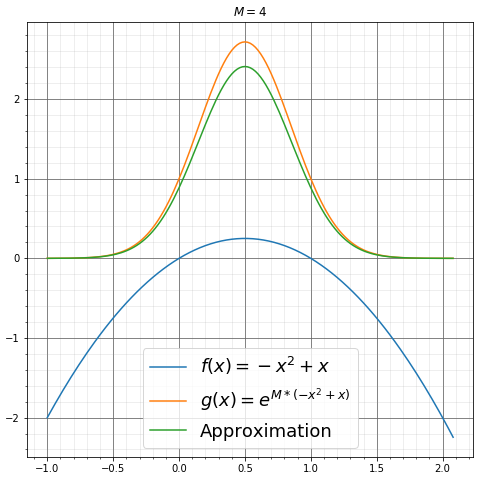 M = 4
2
1
0
−1
−2
f(x) = −x² + x
g(x) = e^{M*(−x²+x)}
Approximation
−1.0 −0.5 0.0 0.5 1.0 1.5 2.0